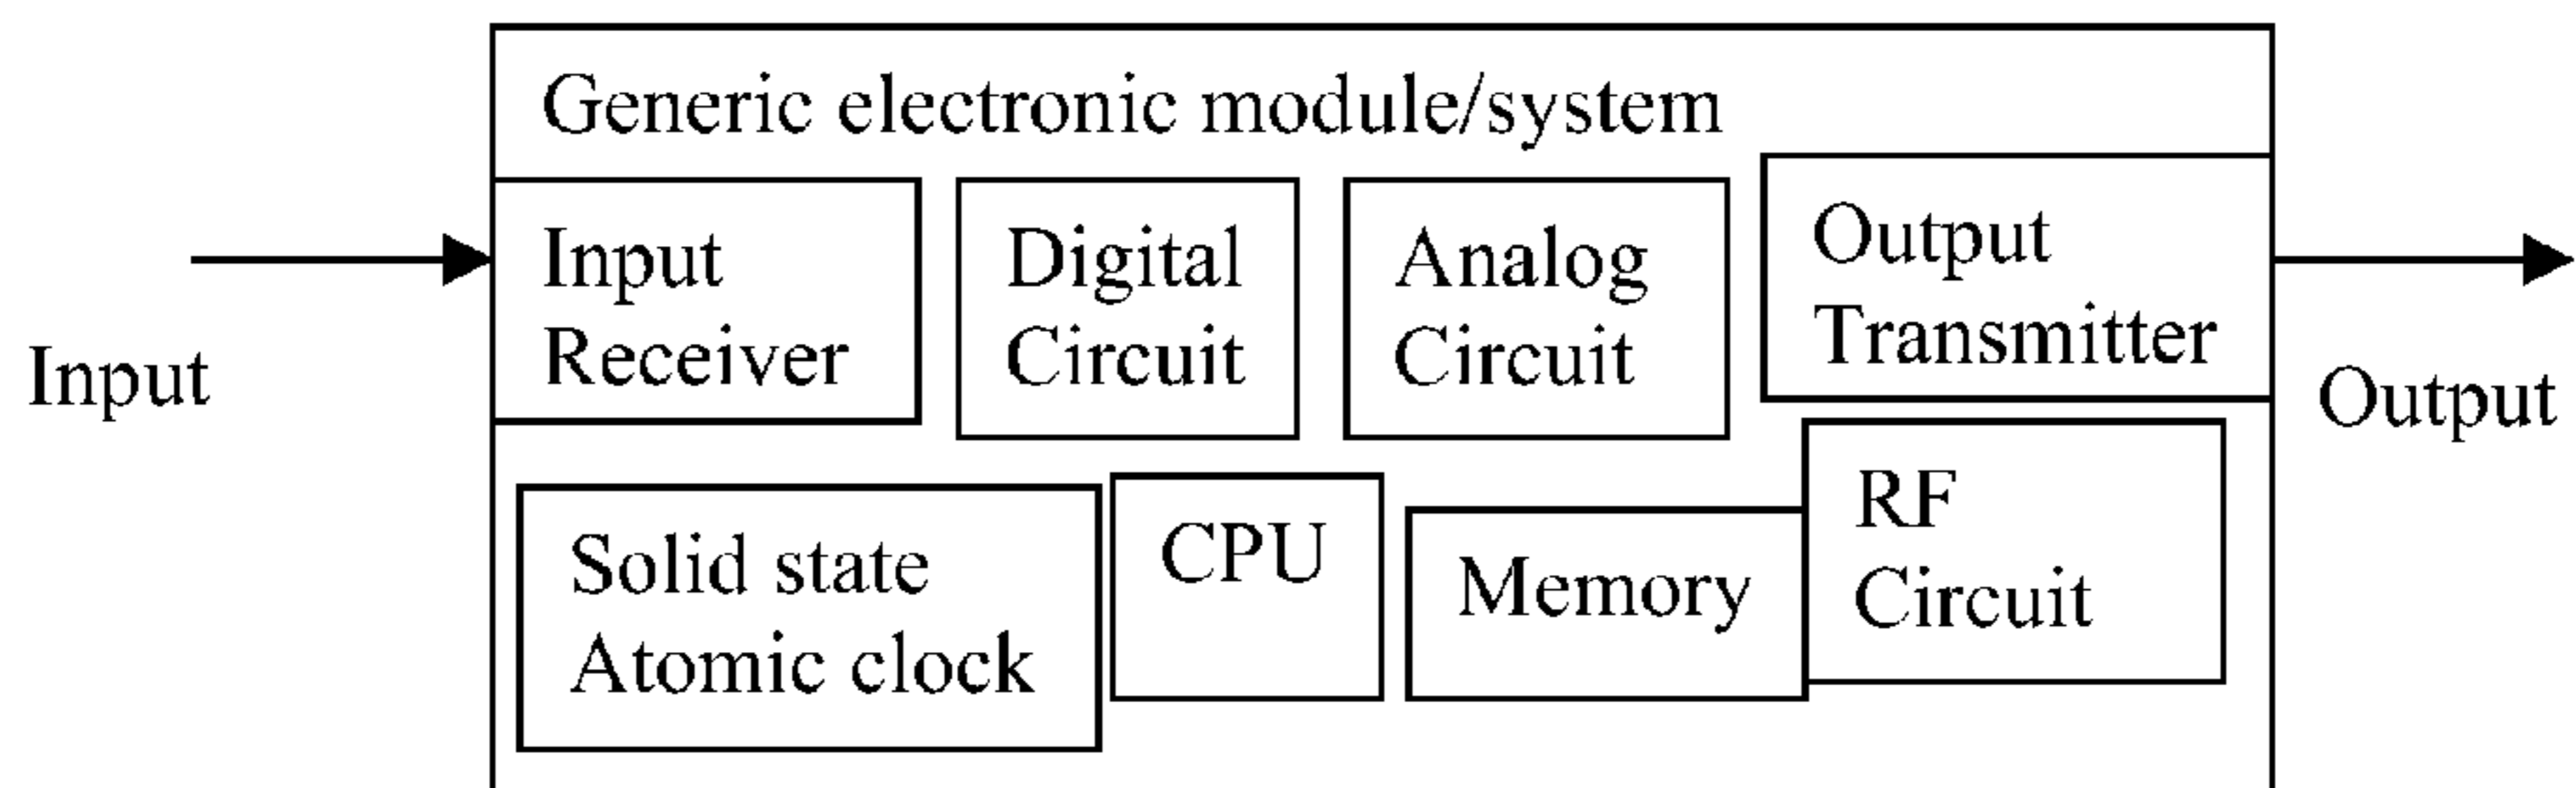 Generic electronic module/system
Input
Receiver
Digital
Circuit
Analog
Circuit
Output
Transmitter
Input
Output
Solid state
Atomic clock
CPU
Memory
RF
Circuit